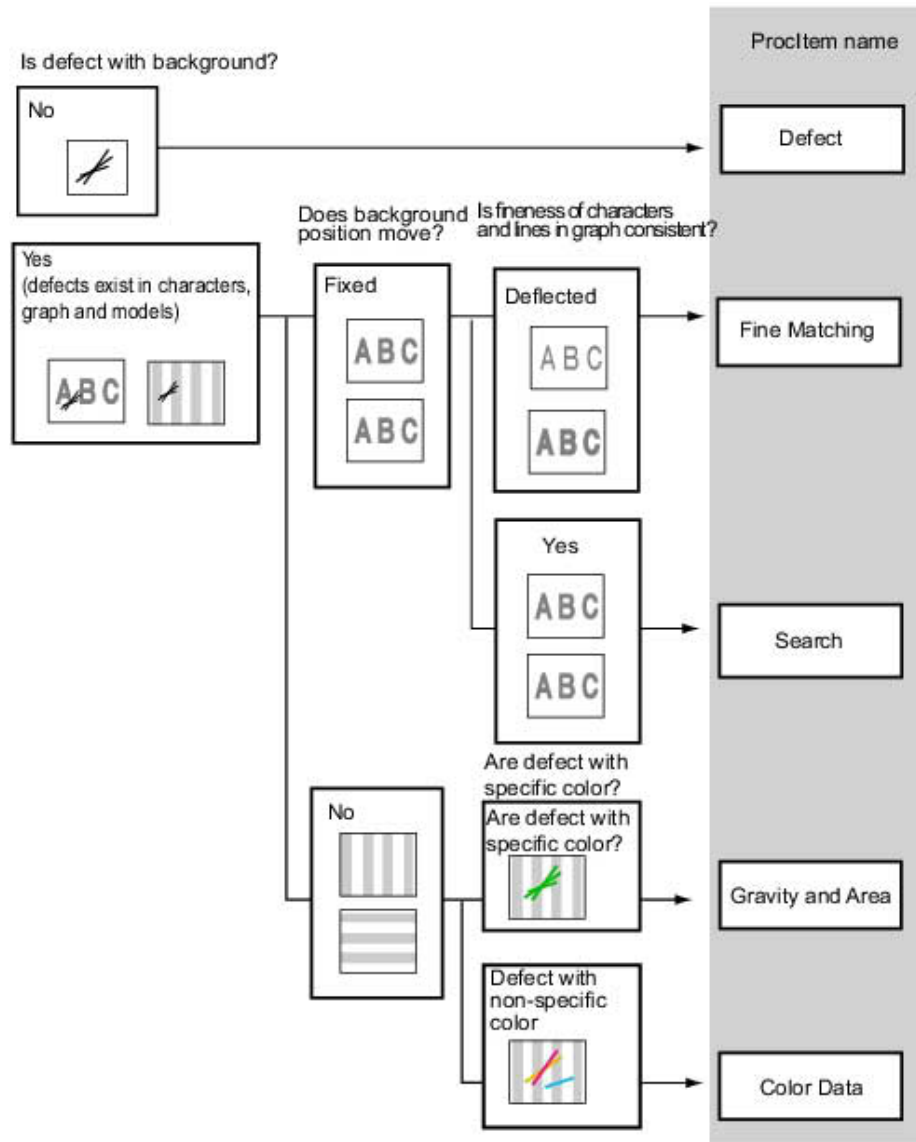 ProcItem name
Is defect with background?
No
Defect
Does background
position move?
Is fineness of characters
and lines in graph consistent?
Yes
(defects exist in characters,
graph and models)
ABC
Fixed
ABC
ABC
Deflected
ABC
ABC
Fine Matching
Yes
ABC
ABC
Search
Are defect with
specific color?
No
Are defect with
specific color?
Gravity and Area
Defect with
non-specific
color
Color Data